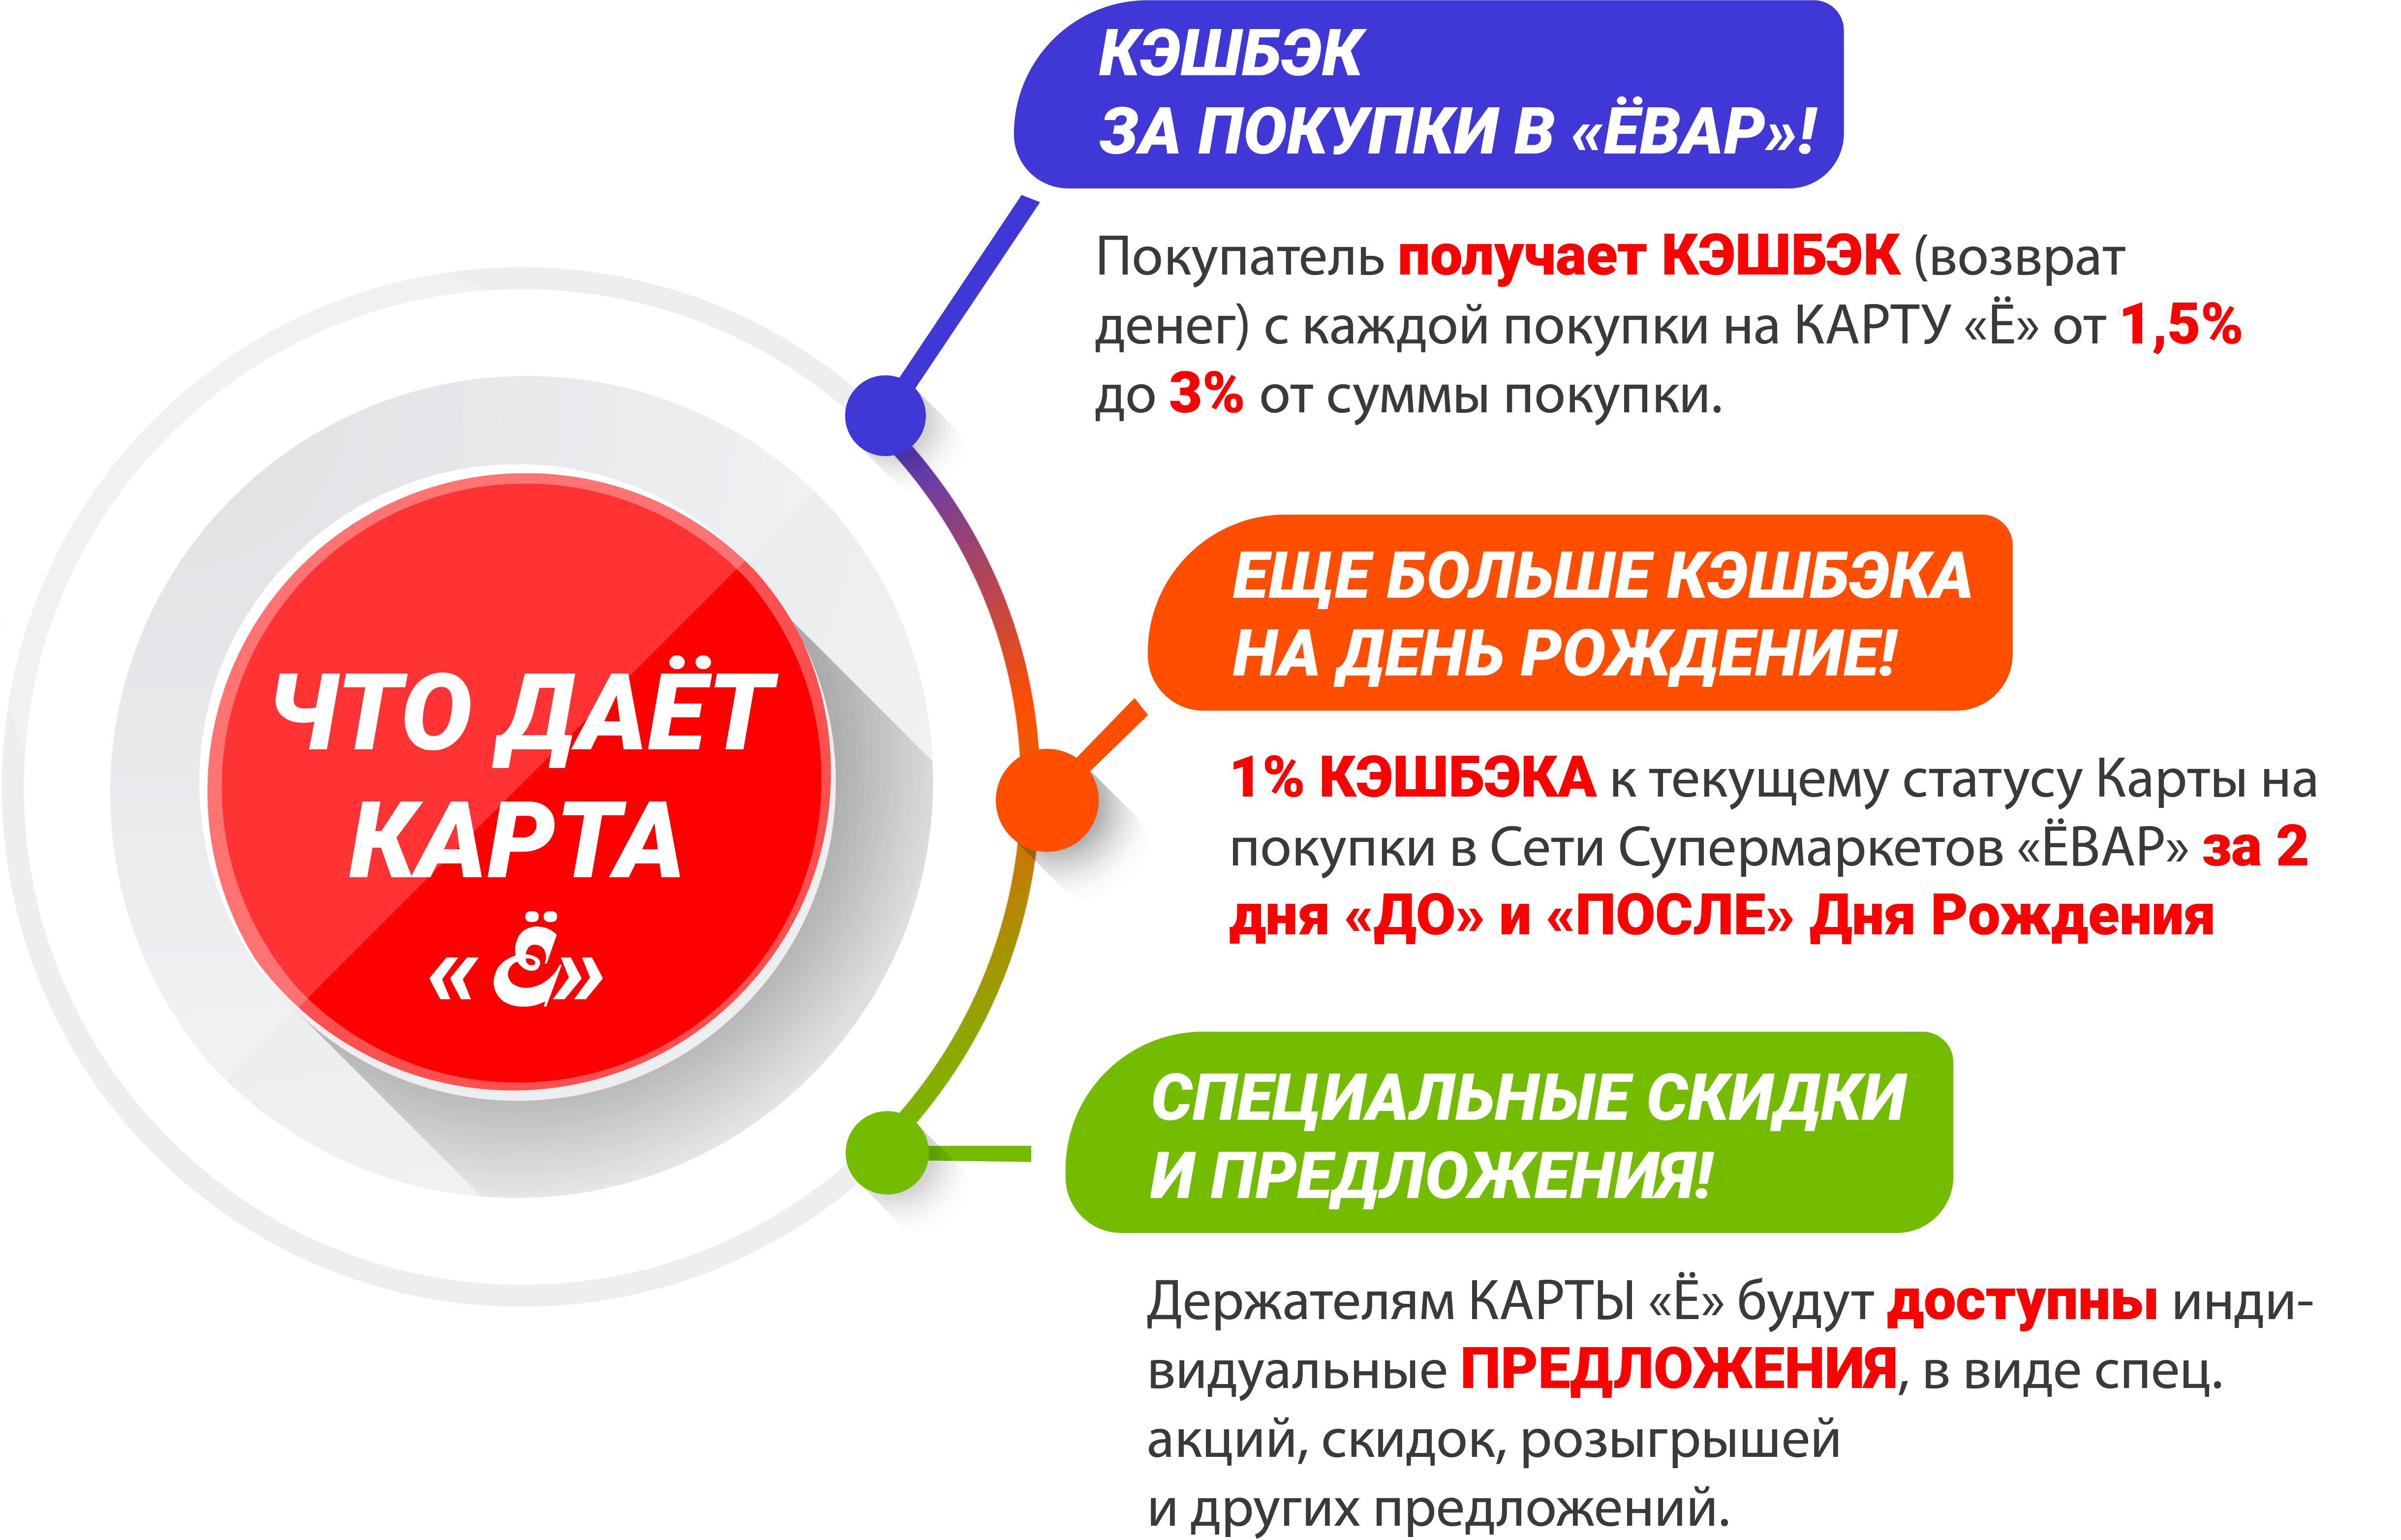 ЧТО ДАЁТ
КАРТА
«Ё»
КЭШБЭК
ЗА ПОКУПКИ В «ЁВАР»!
Покупатель получает КЭШБЭК (возврат
денег) с каждой покупки на КАРТУ «Ё» от 1,5%
до 3% от суммы покупки.
ЕЩЕ БОЛЬШЕ КЭШБЭКА
НА ДЕНЬ РОЖДЕНИЕ!
1% КЭШБЭКА к текущему статусу Карты на
покупки в Сети Супермаркетов «ЁВАР» за 2
дня «ДО» и «ПОСЛЕ» Дня Рождения
СПЕЦИАЛЬНЫЕ СКИДКИ
И ПРЕДЛОЖЕНИЯ!
Держателям КАРТЫ «Ё» будут доступны инди-
видуальные ПРЕДЛОЖЕНИЯ, в виде спец.
акций, скидок, розыгрышей
и других предложений.